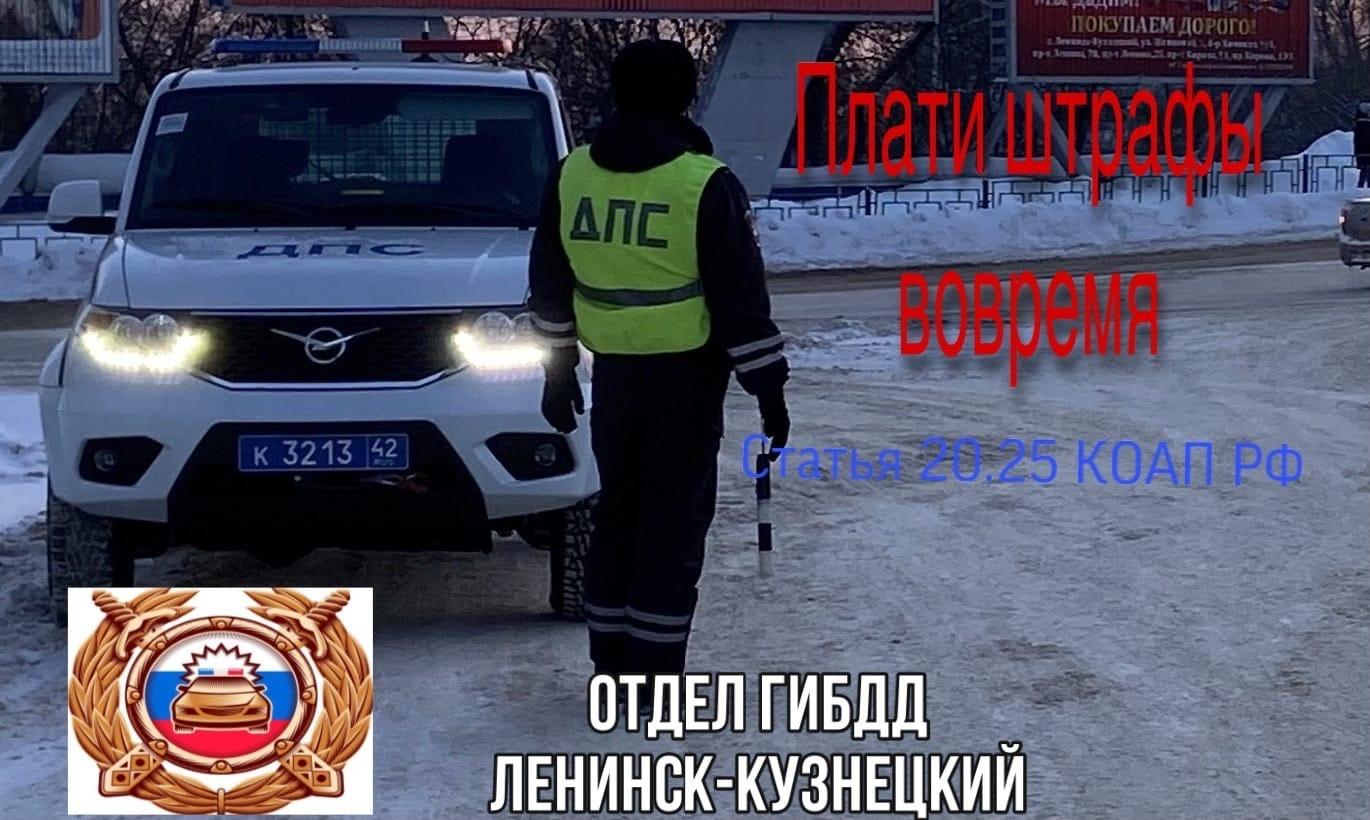 ПОКУПАЕМ ДОРОГО!
Плати штрафы
вовремя
ДПС
ДПС
Статья 20.25 КОАП РФ
К 3213 42
ОТДЕЛ ГИБДД
ЛЕНИНСК-КУЗНЕЦКИЙ